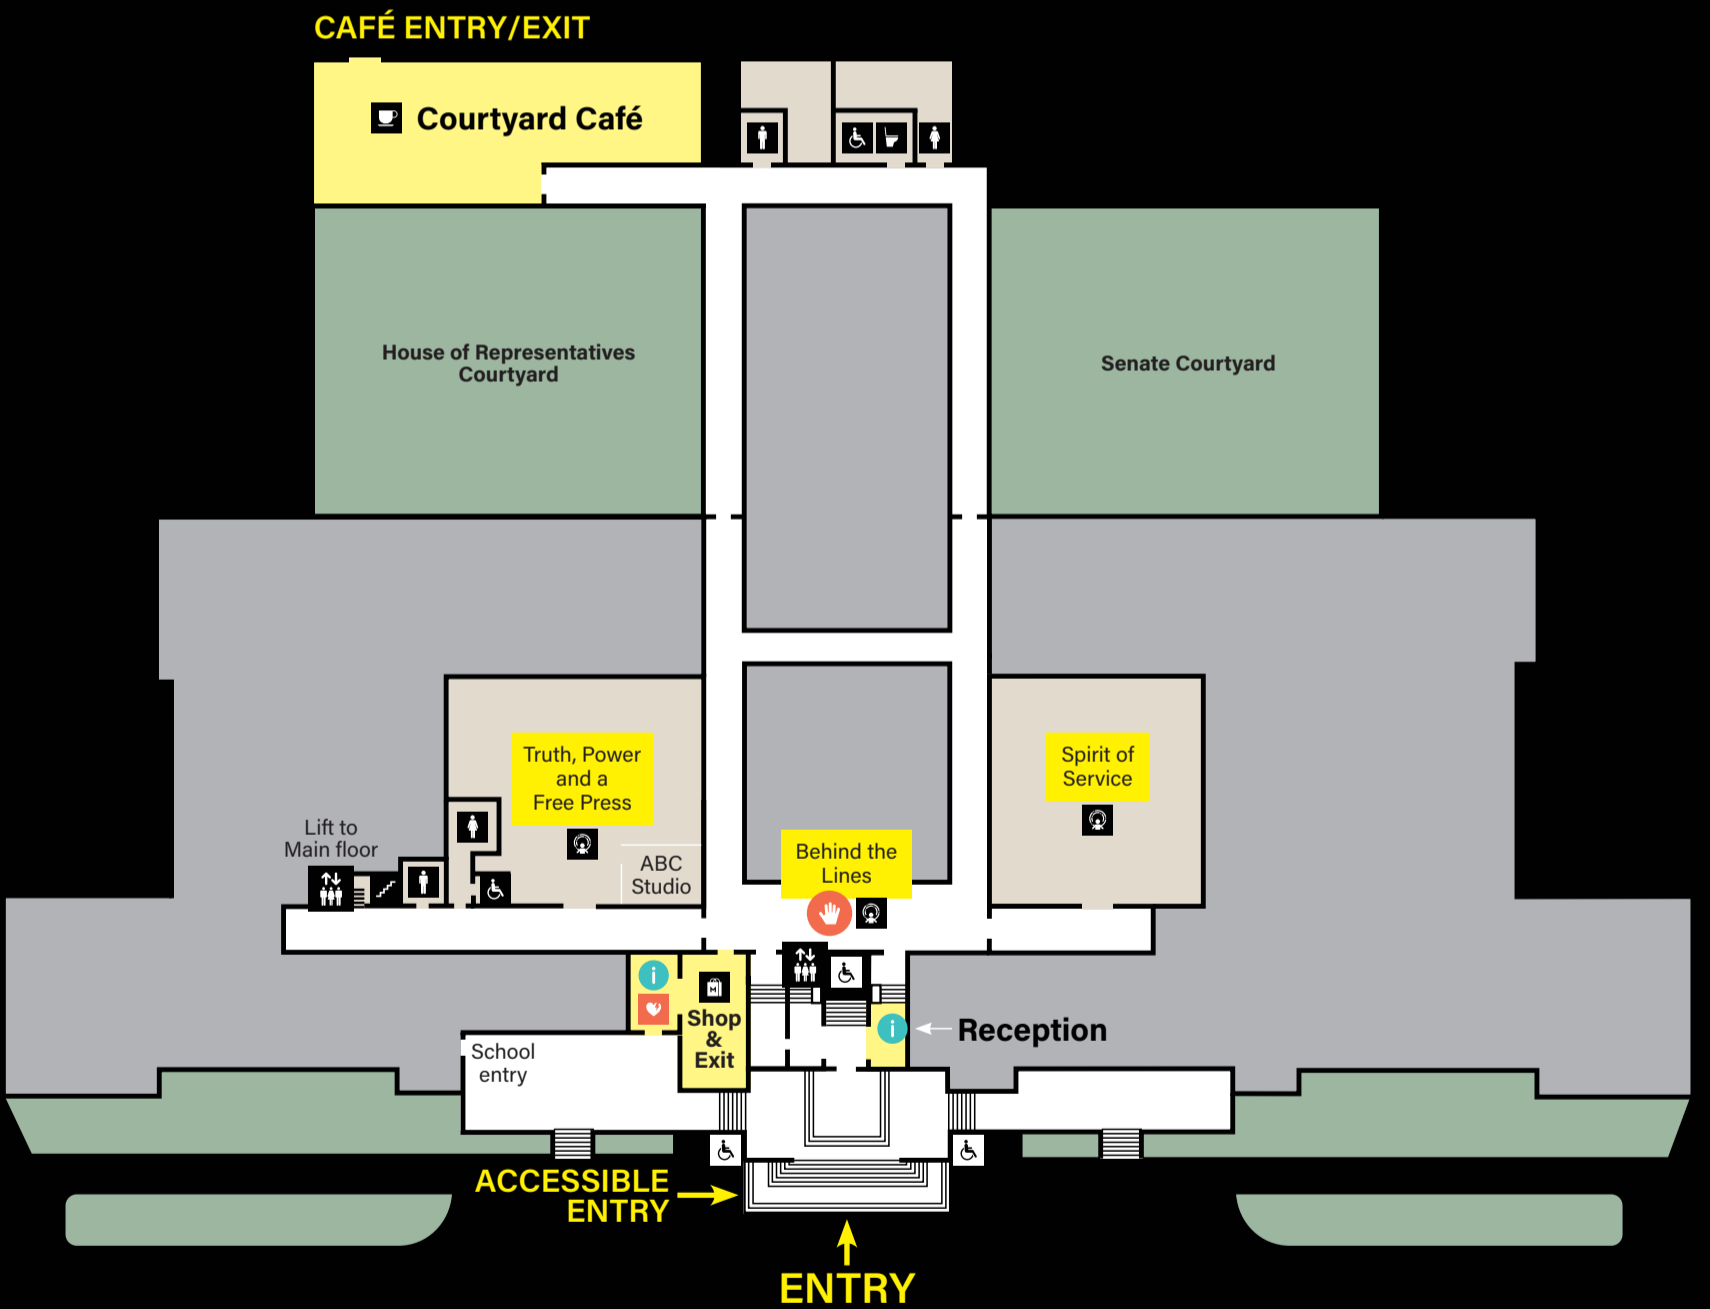 CAFÉ ENTRY/EXIT
Courtyard Café
House of Representatives
Courtyard
Senate Courtyard
Truth, Power
and a
Free Press
Spirit of
Service
Lift to
Main floor
ABC
Studio
Behind the
Lines
Shop
&
Exit
Reception
School
entry
ACCESSIBLE
ENTRY
ENTRY